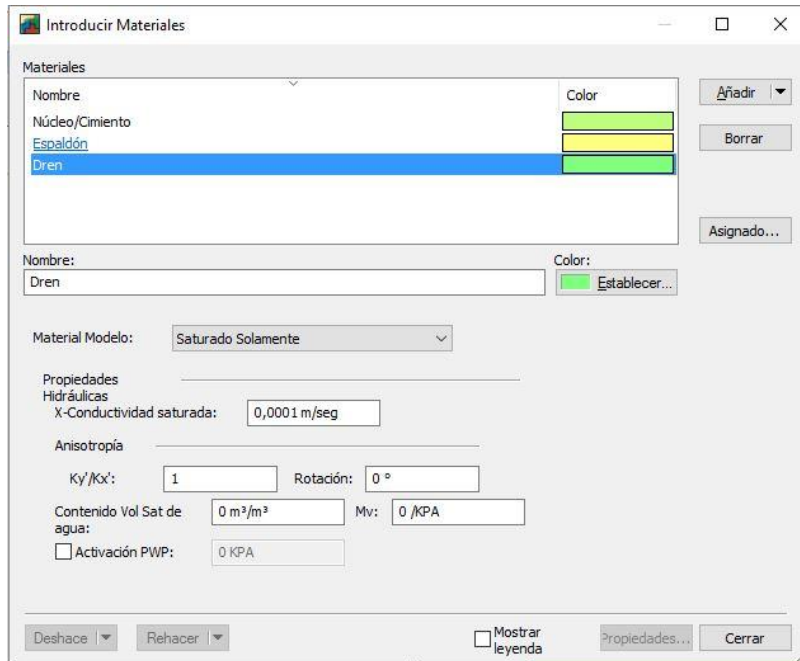 Introducir Materiales
Materiales
Nombre Color
Núcleo/Cimiento
Espaldón
Dren
Añadir
Borrar
Asignado...
Nombre: Color:
Dren Establecer...
Material Modelo: Saturado Solamente
Propiedades
Hidráulicas
X-Conductividad saturada: 0,0001 m/seg
Anisotropía
Ky'/Kx': 1 Rotación: 0 °
Contenido Vol Sat de
agua: 0 m³/m³ Mv: 0 /KPA
Activación PWP: 0 KPA
Deshace Rehacer Mostrar
leyenda Propiedades... Cerrar